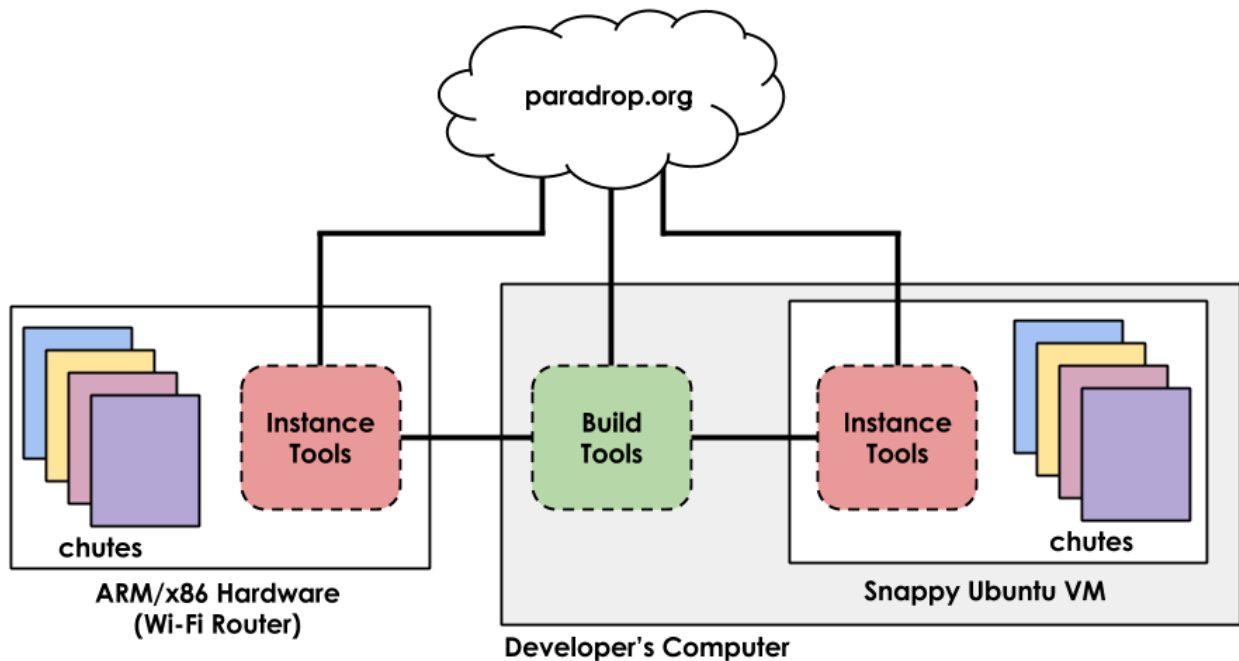 paradrop.org
Instance
Tools
Build
Tools
Instance
Tools
chutes
chutes
ARM/x86 Hardware
(Wi-Fi Router)
Snappy Ubuntu VM
Developer's Computer